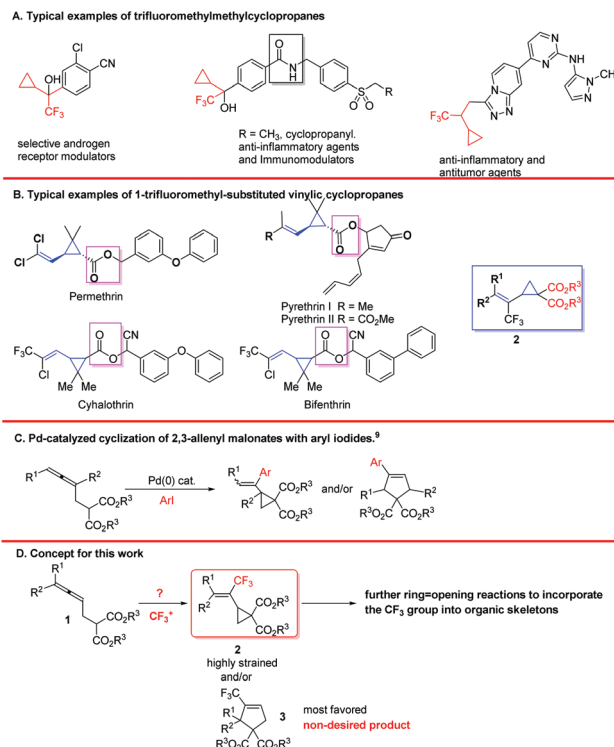 A. Typical examples of trifluoromethylmethylcyclopropanes
Cl
OH
CN
CF3
selective androgen
receptor modulators
O
N
H
F3C
OH
S
O O
R
R = CH3, cyclopropanyl.
anti-inflammatory agents
and Immunomodulators
N
N
NH
N
CH
N
N
N
N
F3C
anti-inflammatory and
antitumor agents
B. Typical examples of 1-trifluoromethyl-substituted vinylic cyclopropanes
Cl
Cl
O
O
O
Permethrin
R
O
O
O
Pyrethrin I R = Me
Pyrethrin II R = CO2Me
R1
R2
CF3
CO2R3
CO2R3
2
F3C
Cl
Me Me
O
O
CN
O
Cyhalothrin
F3C
Cl
Me Me
O
O
CN
Bifenthrin
C. Pd-catalyzed cyclization of 2,3-allenyl malonates with aryl iodides.9
R1
R2
CO2R3
CO2R3
Pd(0) cat.
ArI
R1
Ar
R2
CO2R3
CO2R3
and/or
Ar
R1
R2
R3O2C CO2R3
D. Concept for this work
R1
R2
1
CO2R3
CO2R3
?
CF3+
R1
CF3
R2
CO2R3
CO2R3
2
highly strained
and/or
further ring=opening reactions to incorporate
the CF3 group into organic skeletons
F3C
R1
R2
3
R3O2C CO2R3
most favored
non-desired product